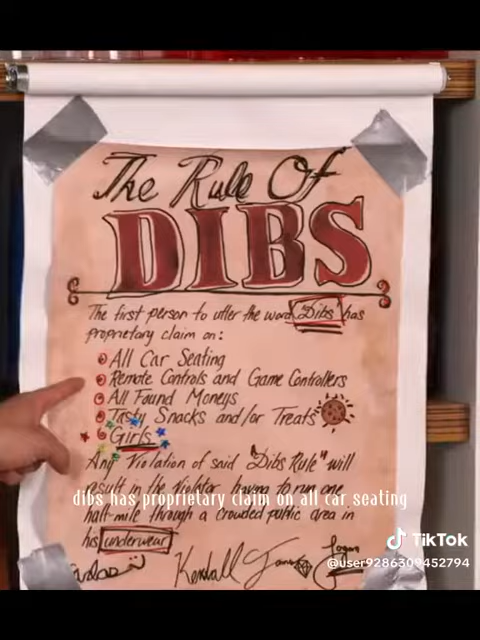 The Rule Of
DIBS
The first person to utter the word "Dibs" has
proprietary claim on:
All Car Seating
Remote Controls and Game Controllers
All Found Moneys
Tasty Snacks and/or Treats
Girls
Any Violation of said "Dibs Rule" will
result in the violator having to run one
dibs has proprietary claim on all car seating
half-mile through a crowded public area in
his underwear
Kendall James Logan
TikTok
@user9286309452794